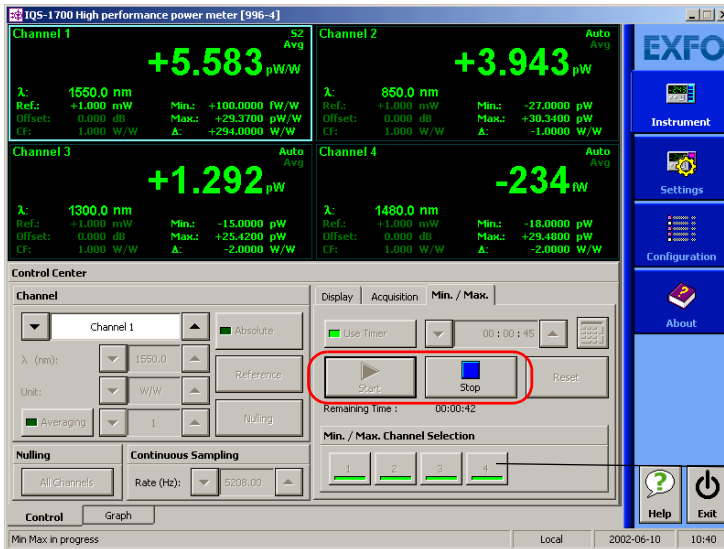 IQS-1700 High performance power meter [996-4]
Channel 1 S2
Avg
+5.583 pW/W
λ: 1550.0 nm
Ref.: +1.000 mW Min.: +100.0000 fW/W
Offset: 0.000 dB Max.: +29.3700 pW/W
CF: 1.000 W/W Δ: +294.0000 W/W
Channel 2 Auto
Avg
+3.943 pW
λ: 850.0 nm
Ref.: +1.000 mW Min.: -27.0000 pW
Offset: 0.000 dB Max.: +30.3400 pW
CF: 1.000 W/W Δ: -1.0000 W/W
Channel 3 Auto
Avg
+1.292 pW
λ: 1300.0 nm
Ref.: +1.000 mW Min.: -15.0000 pW
Offset: 0.000 dB Max.: +25.4200 pW
CF: 1.000 W/W Δ: -2.0000 W/W
Channel 4 Auto
Avg
-234 fW
λ: 1480.0 nm
Ref.: +1.000 mW Min.: -18.0000 pW
Offset: 0.000 dB Max.: +29.4800 pW
CF: 1.000 W/W Δ: -2.0000 W/W
EXFO
Instrument
Settings
Configuration
About
Control Center
Channel
Channel 1 Absolute
λ (nm): 1550.0 Reference
Unit: W/W
Averaging 1 Nulling
Nulling
All Channels
Continuous Sampling
Rate (Hz): 5208.00
Display Acquisition Min. / Max.
Use Timer 00 : 00 : 45
Start Stop Reset
Remaining Time : 00:00:42
Min. / Max. Channel Selection
1 2 3 4
Control Graph
Help Exit
Min Max in progress Local 2002-06-10 10:40